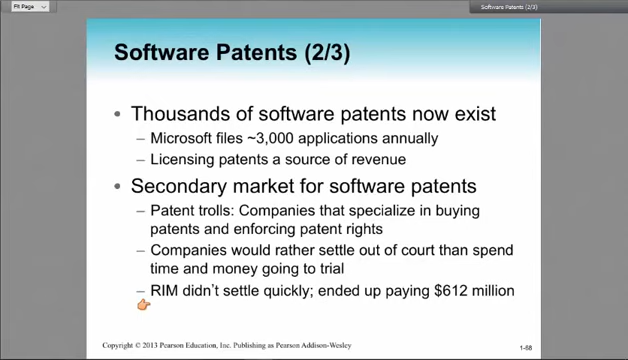 Fit Page
Software Patents (2/3)
Software Patents (2/3)
• Thousands of software patents now exist
– Microsoft files ~3,000 applications annually
– Licensing patents a source of revenue
• Secondary market for software patents
– Patent trolls: Companies that specialize in buying
patents and enforcing patent rights
– Companies would rather settle out of court than spend
time and money going to trial
– RIM didn't settle quickly; ended up paying $612 million
Copyright © 2013 Pearson Education, Inc. Publishing as Pearson Addison-Wesley
1-68